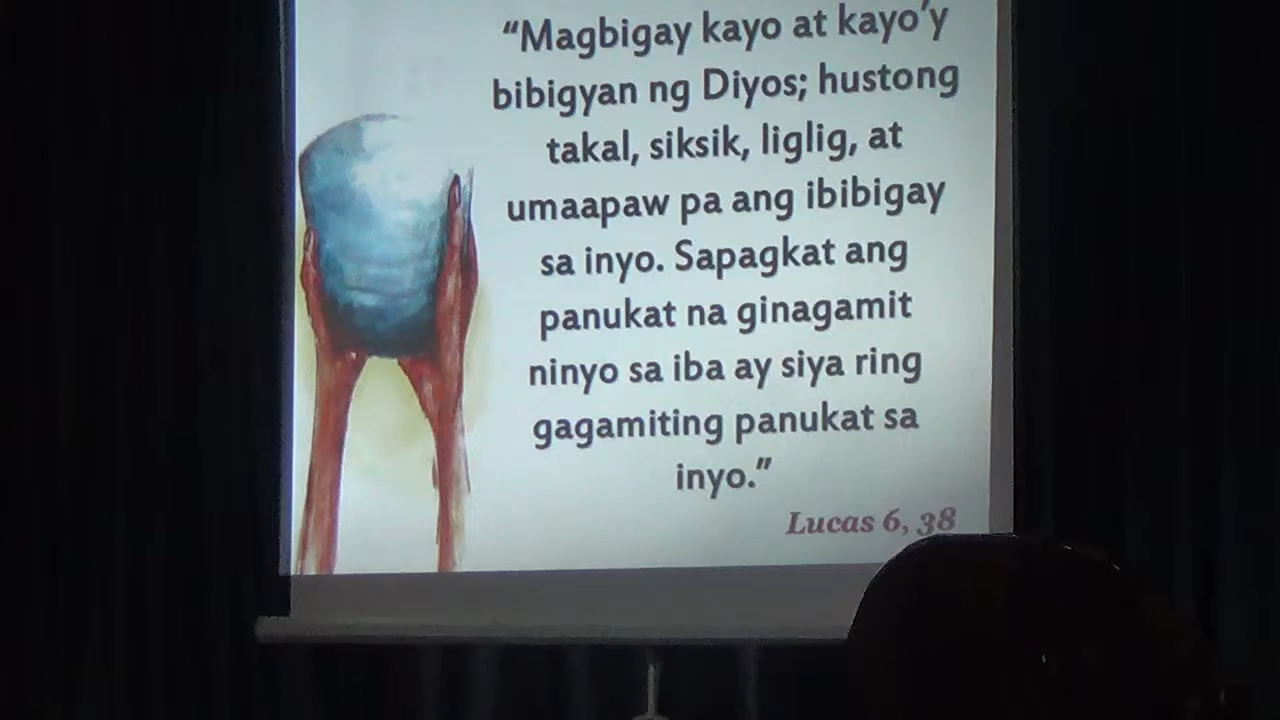 “Magbigay kayo at kayo’y
bibigyan ng Diyos; hustong
takal, siksik, liglig, at
umaapaw pa ang ibibigay
sa inyo. Sapagkat ang
panukat na ginagamit
ninyo sa iba ay siya ring
gagamiting panukat sa
inyo.”
Lucas 6, 38